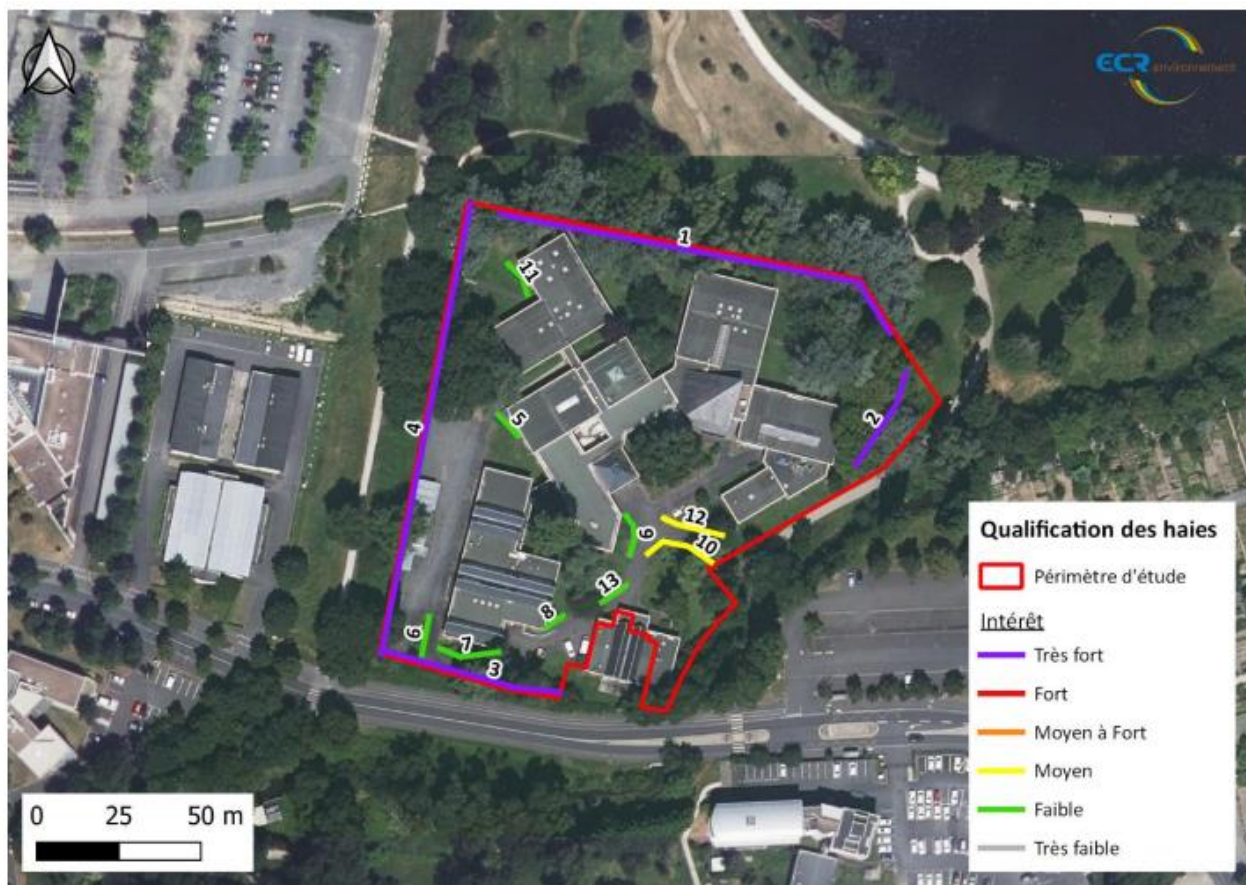 ECR environnement
1
11
4
5
2
12
9
10
13
8
6
7
3
0 25 50 m
Qualification des haies
Périmètre d'étude
Intérêt
Très fort
Fort
Moyen à Fort
Moyen
Faible
Très faible